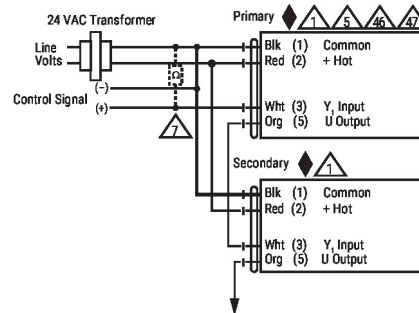 24 VAC Transformer
Primary 1 5 46 47
Line
Volts
Blk (1) Common
Red (2) + Hot
Ω
(–)
Control Signal
(+)
Wht (3) Y1 Input
Org (5) U Output
7
Secondary 1
Blk (1) Common
Red (2) + Hot
Wht (3) Y1 Input
Org (5) U Output